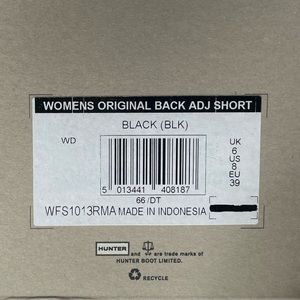 WOMENS ORIGINAL BACK ADJ SHORT
BLACK (BLK)
WD
UK
6
US
8
EU
39
5 013441 408187
66 /DT
WFS1013RMA MADE IN INDONESIA
HUNTER and are trade marks of
HUNTER BOOT LIMITED.
RECYCLE